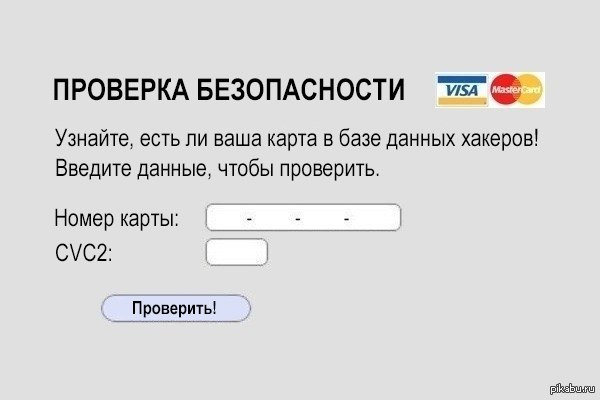 ПРОВЕРКА БЕЗОПАСНОСТИ VISA MasterCard
Узнайте, есть ли ваша карта в базе данных хакеров!
Введите данные, чтобы проверить.
Номер карты: - - -
CVC2:
Проверить!
pikabu.ru